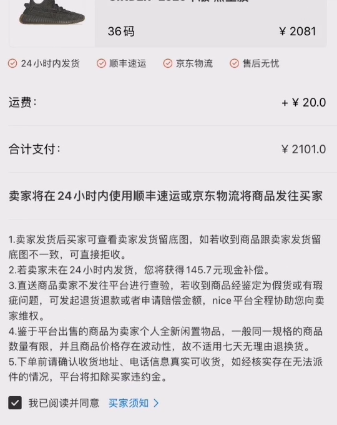 36码 ¥ 2081
24小时内发货 顺丰速运 京东物流 售后无忧
运费： + ¥ 20.0
合计支付： ¥ 2101.0
卖家将在24小时内使用顺丰速运或京东物流将商品发往买家
1.卖家发货后买家可查看卖家发货留底图，如若收到商品跟卖家发货留
底图不一致，可直接拒收。
2.若卖家未在24小时内发货，您将获得145.7元现金补偿。
3.直送商品卖家不发往平台进行查验，若收到商品经鉴定为假货或有瑕
疵问题，可发起退货退款或者申请赔偿金额，nice平台全程协助您向卖
家维权。
4.鉴于平台出售的商品为卖家个人全新闲置物品，一般同一规格的商品
数量有限，并且商品价格存在波动性，故不适用七天无理由退换货。
5.下单前请确认收货地址、电话信息真实可收货，如经核实存在无法派
件的情况，平台将扣除买家违约金。
我已阅读并同意 买家须知 >